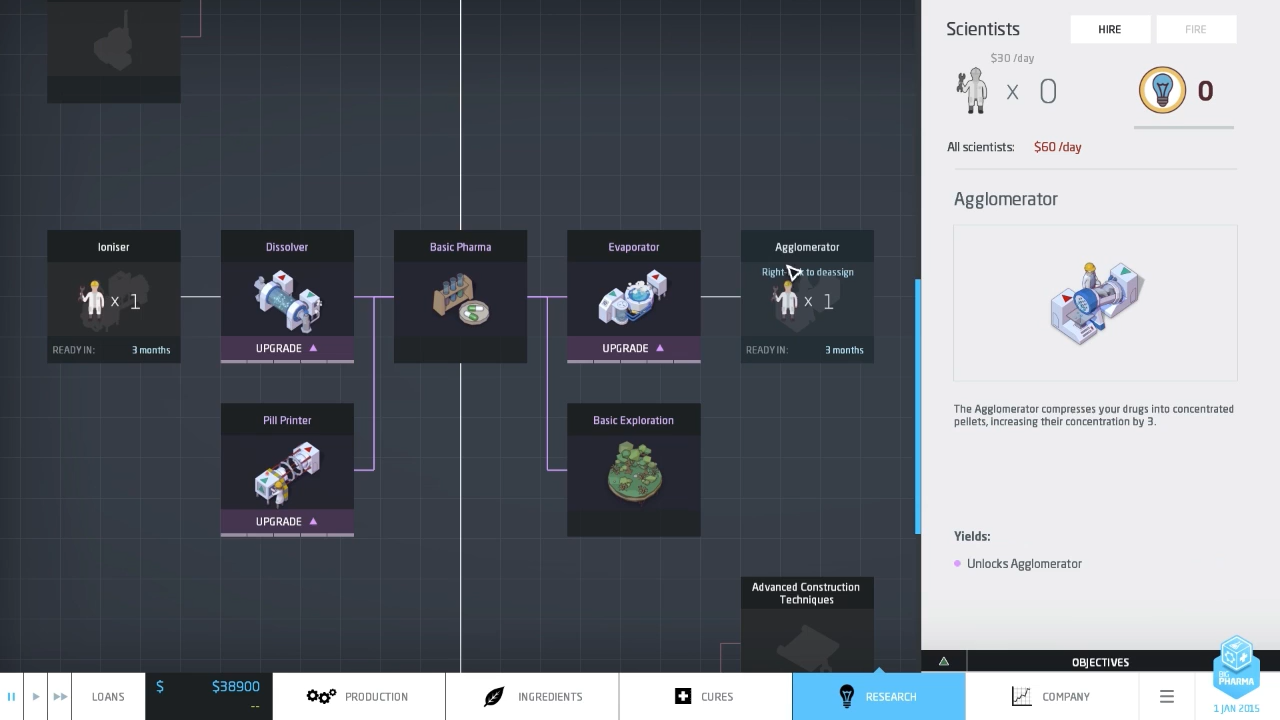 Scientists
HIRE
FIRE
$30 /day
x 0
0
All scientists: $60 /day
Agglomerator
The Agglomerator compresses your drugs into concentrated
pellets, increasing their concentration by 3.
Yields:
Unlocks Agglomerator
Ioniser
x 1
READY IN: 3 months
Dissolver
UPGRADE
Basic Pharma
Evaporator
UPGRADE
Agglomerator
to deassign
x 1
READY IN: 3 months
Pill Printer
UPGRADE
Basic Exploration
Advanced Construction
Techniques
OBJECTIVES
LOANS
$ $38900
--
PRODUCTION
INGREDIENTS
CURES
RESEARCH
COMPANY
BIG
PHARMA
1 JAN 2015